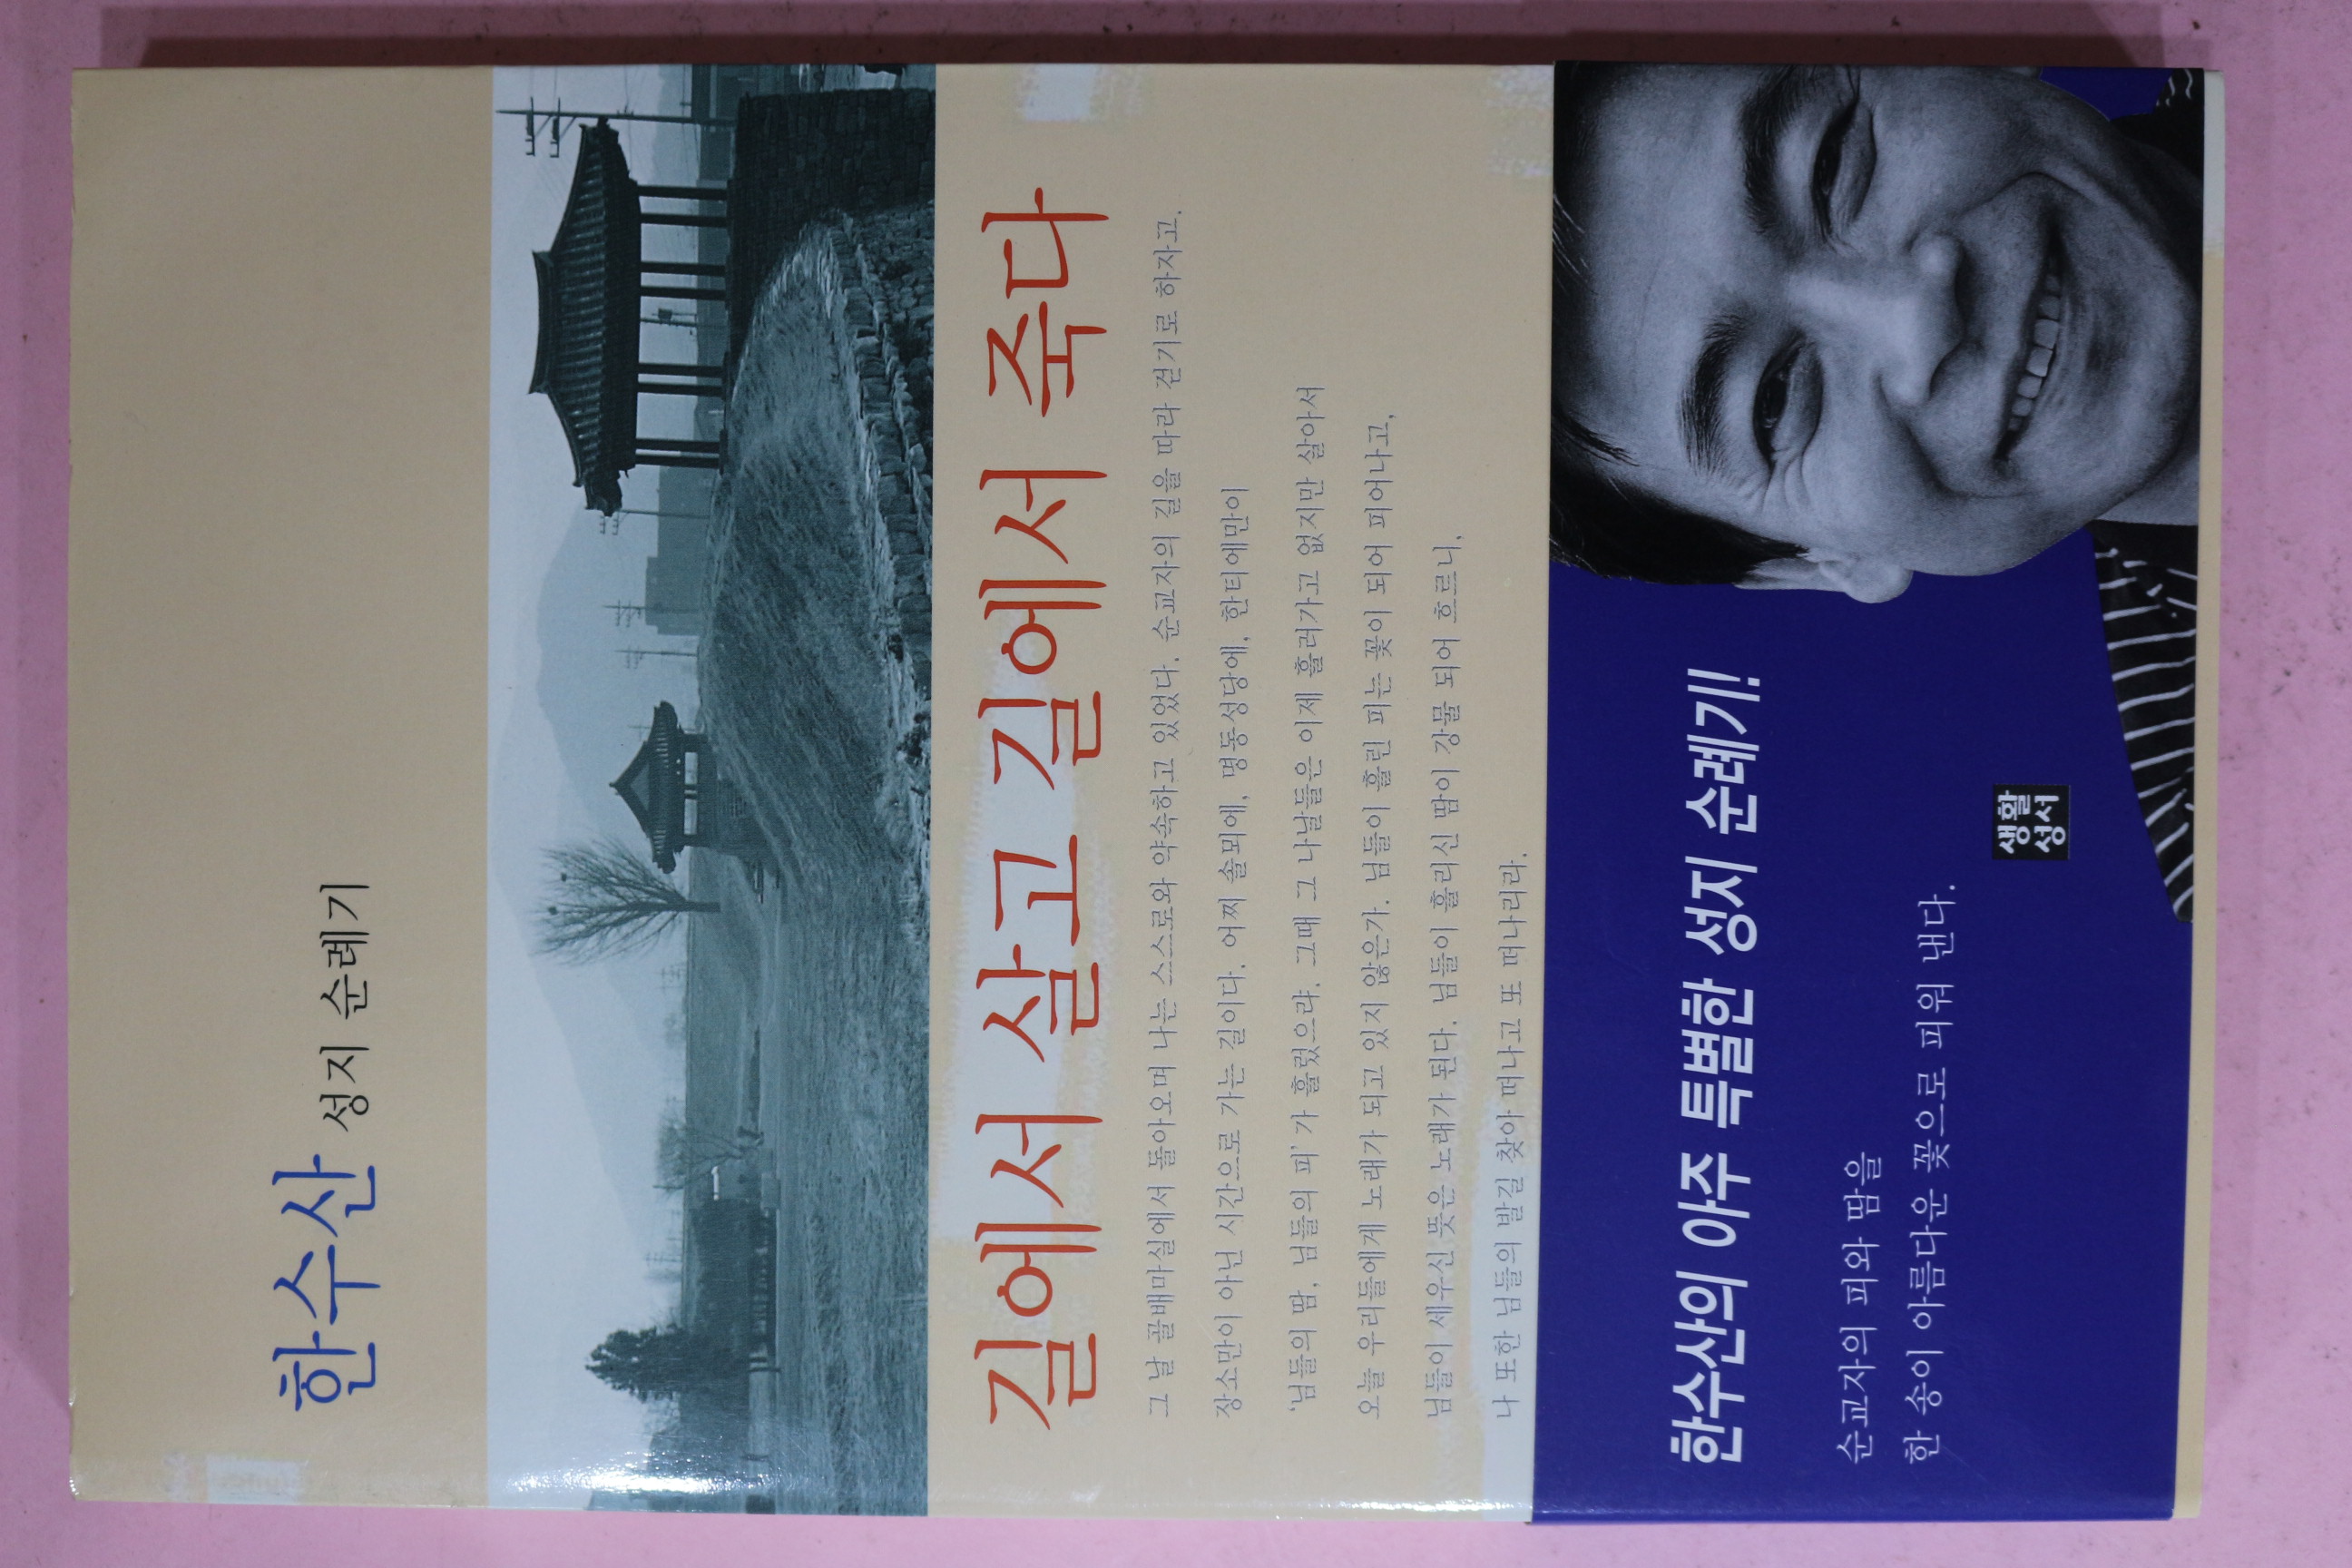 한수산 성지 순례기
길에서 살고 길에서 죽다
그 날 골배마실에서 돌아오며 나는 스스로와 약속하고 있었다. 순교자의 길을 따라 걷기로 하자고.
장소만이 아닌 시간으로 가는 길이다. 어찌 솔뫼에, 명동성당에, 한티에만이
'님들의 땀, 님들의 피'가 흘렀으랴. 그때 그 나날들은 이제 흘러가고 없지만 살아서
오늘 우리들에게 노래가 되고 있지 않은가. 님들이 흘린 피는 꽃이 되어 피어나고,
님들이 세우신 뜻은 노래가 된다. 님들이 흘리신 땀이 강물 되어 흐르니,
나 또한 님들의 발길 찾아 떠나고 또 떠나리라.
한수산의 아주 특별한 성지 순례기!
순교자의 피와 땀을
한 송이 아름다운 꽃으로 피워 낸다.
생활
성서